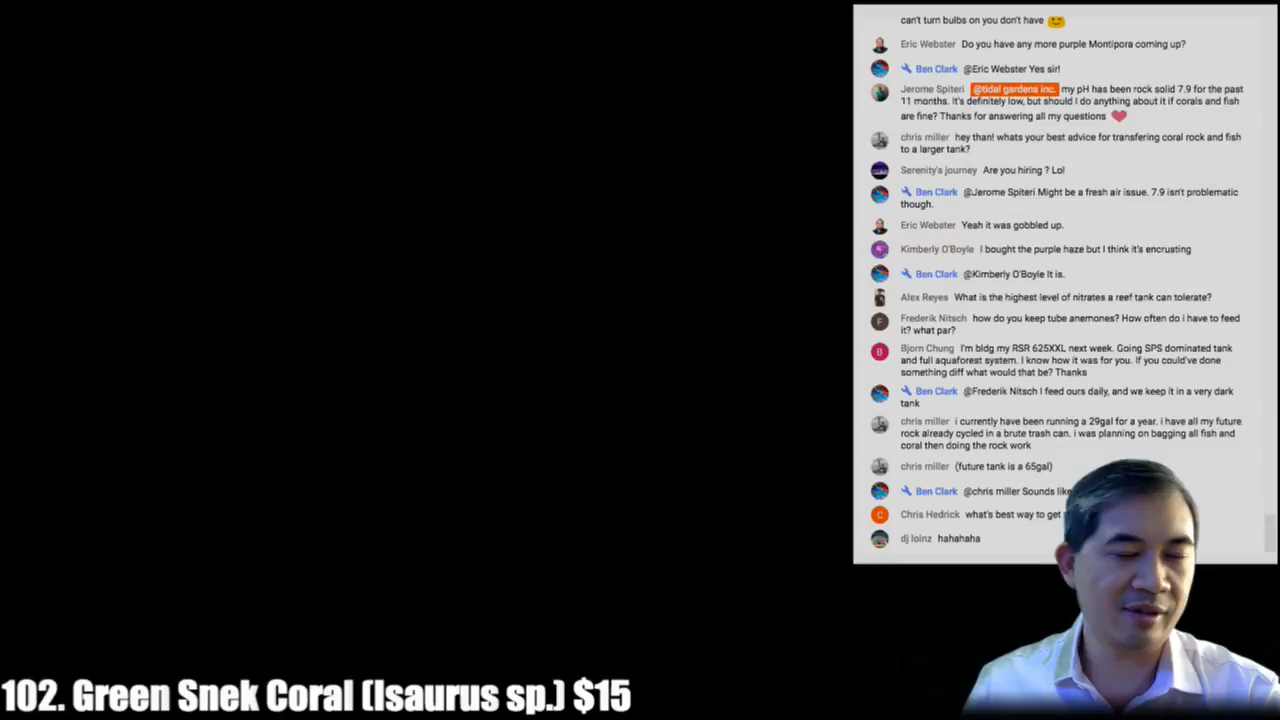 can't turn bulbs on you don't have
Eric Webster Do you have any more purple Montipora coming up?
Ben Clark @Eric Webster Yes sir!
Jerome Spiteri @tidal gardens inc. my pH has been rock solid 7.9 for the past
11 months. It's definitely low, but should I do anything about it if corals and fish
are fine? Thanks for answering all my questions
chris miller hey than! whats your best advice for transfering coral rock and fish
to a larger tank?
Serenity's journey Are you hiring ? Lol
Ben Clark @Jerome Spiteri Might be a fresh air issue. 7.9 isn't problematic
though.
Eric Webster Yeah it was gobbled up.
Kimberly O'Boyle I bought the purple haze but I think it's encrusting
Ben Clark @Kimberly O'Boyle It is.
Alex Reyes What is the highest level of nitrates a reef tank can tolerate?
F Frederik Nitsch how do you keep tube anemones? How often do i have to feed
it? what par?
B Bjorn Chung I'm bldg my RSR 625XXL next week. Going SPS dominated tank
and full aquaforest system. I know how it was for you. If you could've done
something diff what would that be? Thanks
Ben Clark @Frederik Nitsch I feed ours daily, and we keep it in a very dark
tank
chris miller i currently have been running a 29gal for a year. i have all my future
rock already cycled in a brute trash can. i was planning on bagging all fish and
coral then doing the rock work
chris miller (future tank is a 65gal)
Ben Clark @chris miller Sounds like
C Chris Hedrick what's best way to get
dj loinz hahahaha
102. Green Snek Coral (Isaurus sp.) $15